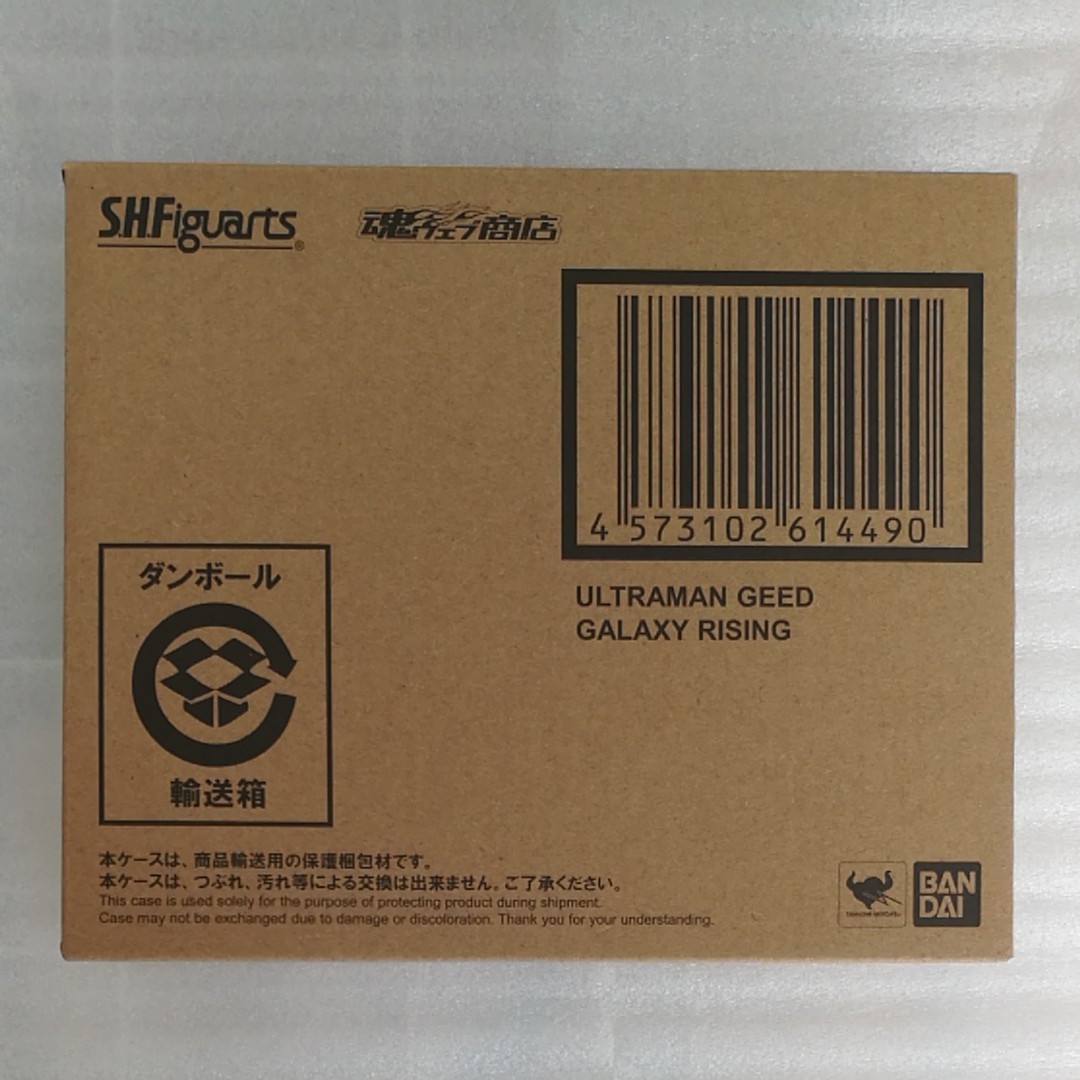 S.H.Figuarts®
魂ウェブ商店
4 573102 614490
ULTRAMAN GEED
GALAXY RISING
ダンボール
輸送箱
本ケースは、商品輸送用の保護梱包材です。
本ケースは、つぶれ、汚れ等による交換は出来ません。ご了承ください。
This case is used solely for the purpose of protecting product during shipment.
Case may not be exchanged due to damage or discoloration. Thank you for your understanding.
TAMASHII NATIONS
BAN
DAI